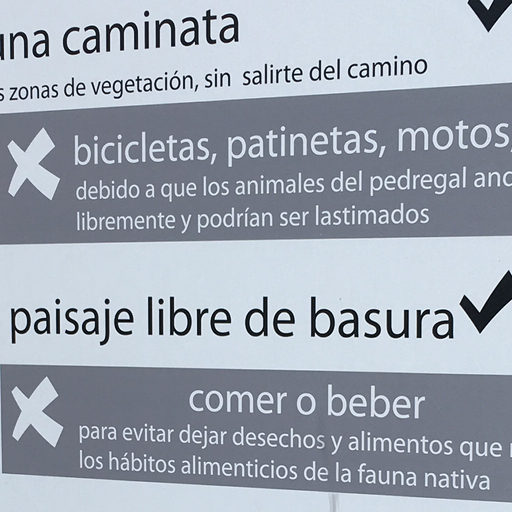 una caminata
zonas de vegetación, sin salirte del camino
bicicletas, patinetas, motos,
debido a que los animales del pedregal
libremente y podrían ser lastimados
paisaje libre de basura
comer o beber
para evitar dejar desechos y alimentos que
los hábitos alimenticios de la fauna nativa